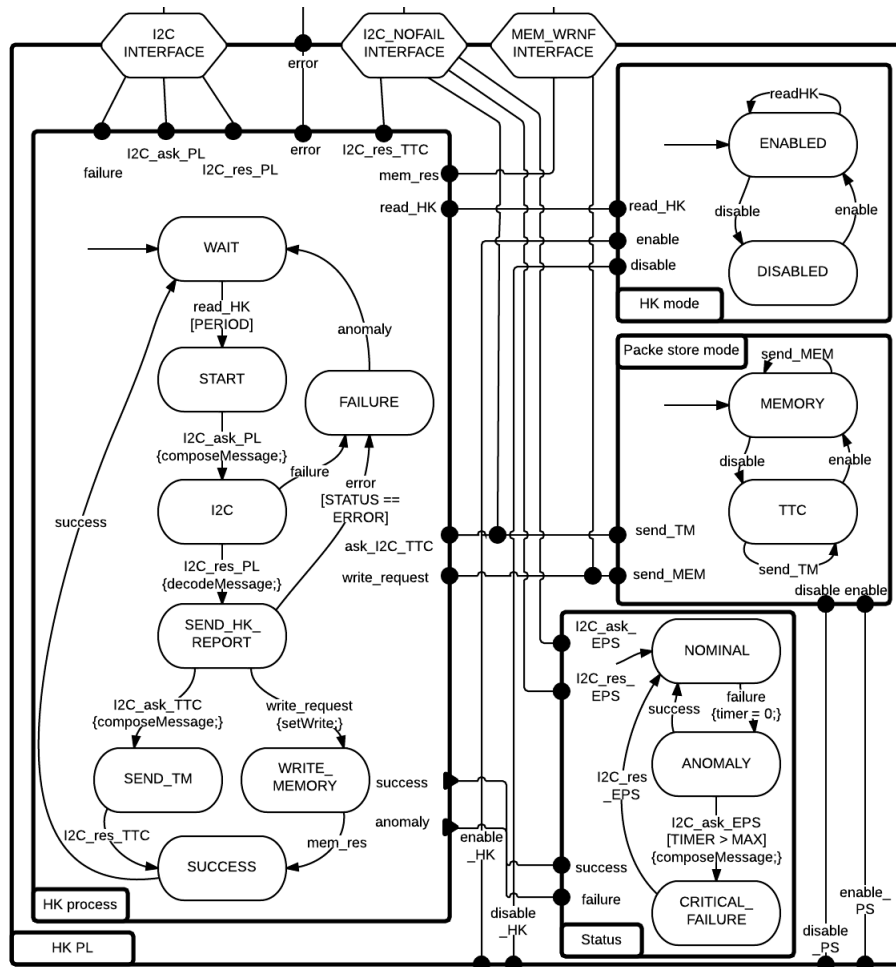 I2C
INTERFACE
error
I2C_NOFAIL
INTERFACE
MEM_WRNF
INTERFACE
failure
I2C_ask_PL
I2C_res_PL
error
I2C_res_TTC
mem_res
read_HK
WAIT
read_HK
[PERIOD]
START
I2C_ask_PL
{composeMessage;}
I2C
failure
anomaly
FAILURE
error
[STATUS ==
ERROR]
success
I2C_res_PL
{decodeMessage;}
SEND_HK_
REPORT
I2C_ask_TTC
{composeMessage;}
write_request
{setWrite;}
SEND_TM
WRITE_
MEMORY
I2C_res_TTC
mem_res
SUCCESS
ask_I2C_TTC
write_request
success
anomaly
HK process
HK PL
enable
_HK
disable
_HK
readHK
ENABLED
disable
enable
DISABLED
read_HK
enable
disable
HK mode
Packe store mode
send_MEM
MEMORY
disable
enable
TTC
send_TM
send_TM
send_MEM
disable
enable
I2C_ask_
EPS
I2C_res_
EPS
NOMINAL
failure
{timer = 0;}
success
ANOMALY
I2C_res
_EPS
I2C_ask_EPS
[TIMER > MAX]
{composeMessage;}
CRITICAL_
FAILURE
success
failure
Status
disable
_PS
enable_
PS